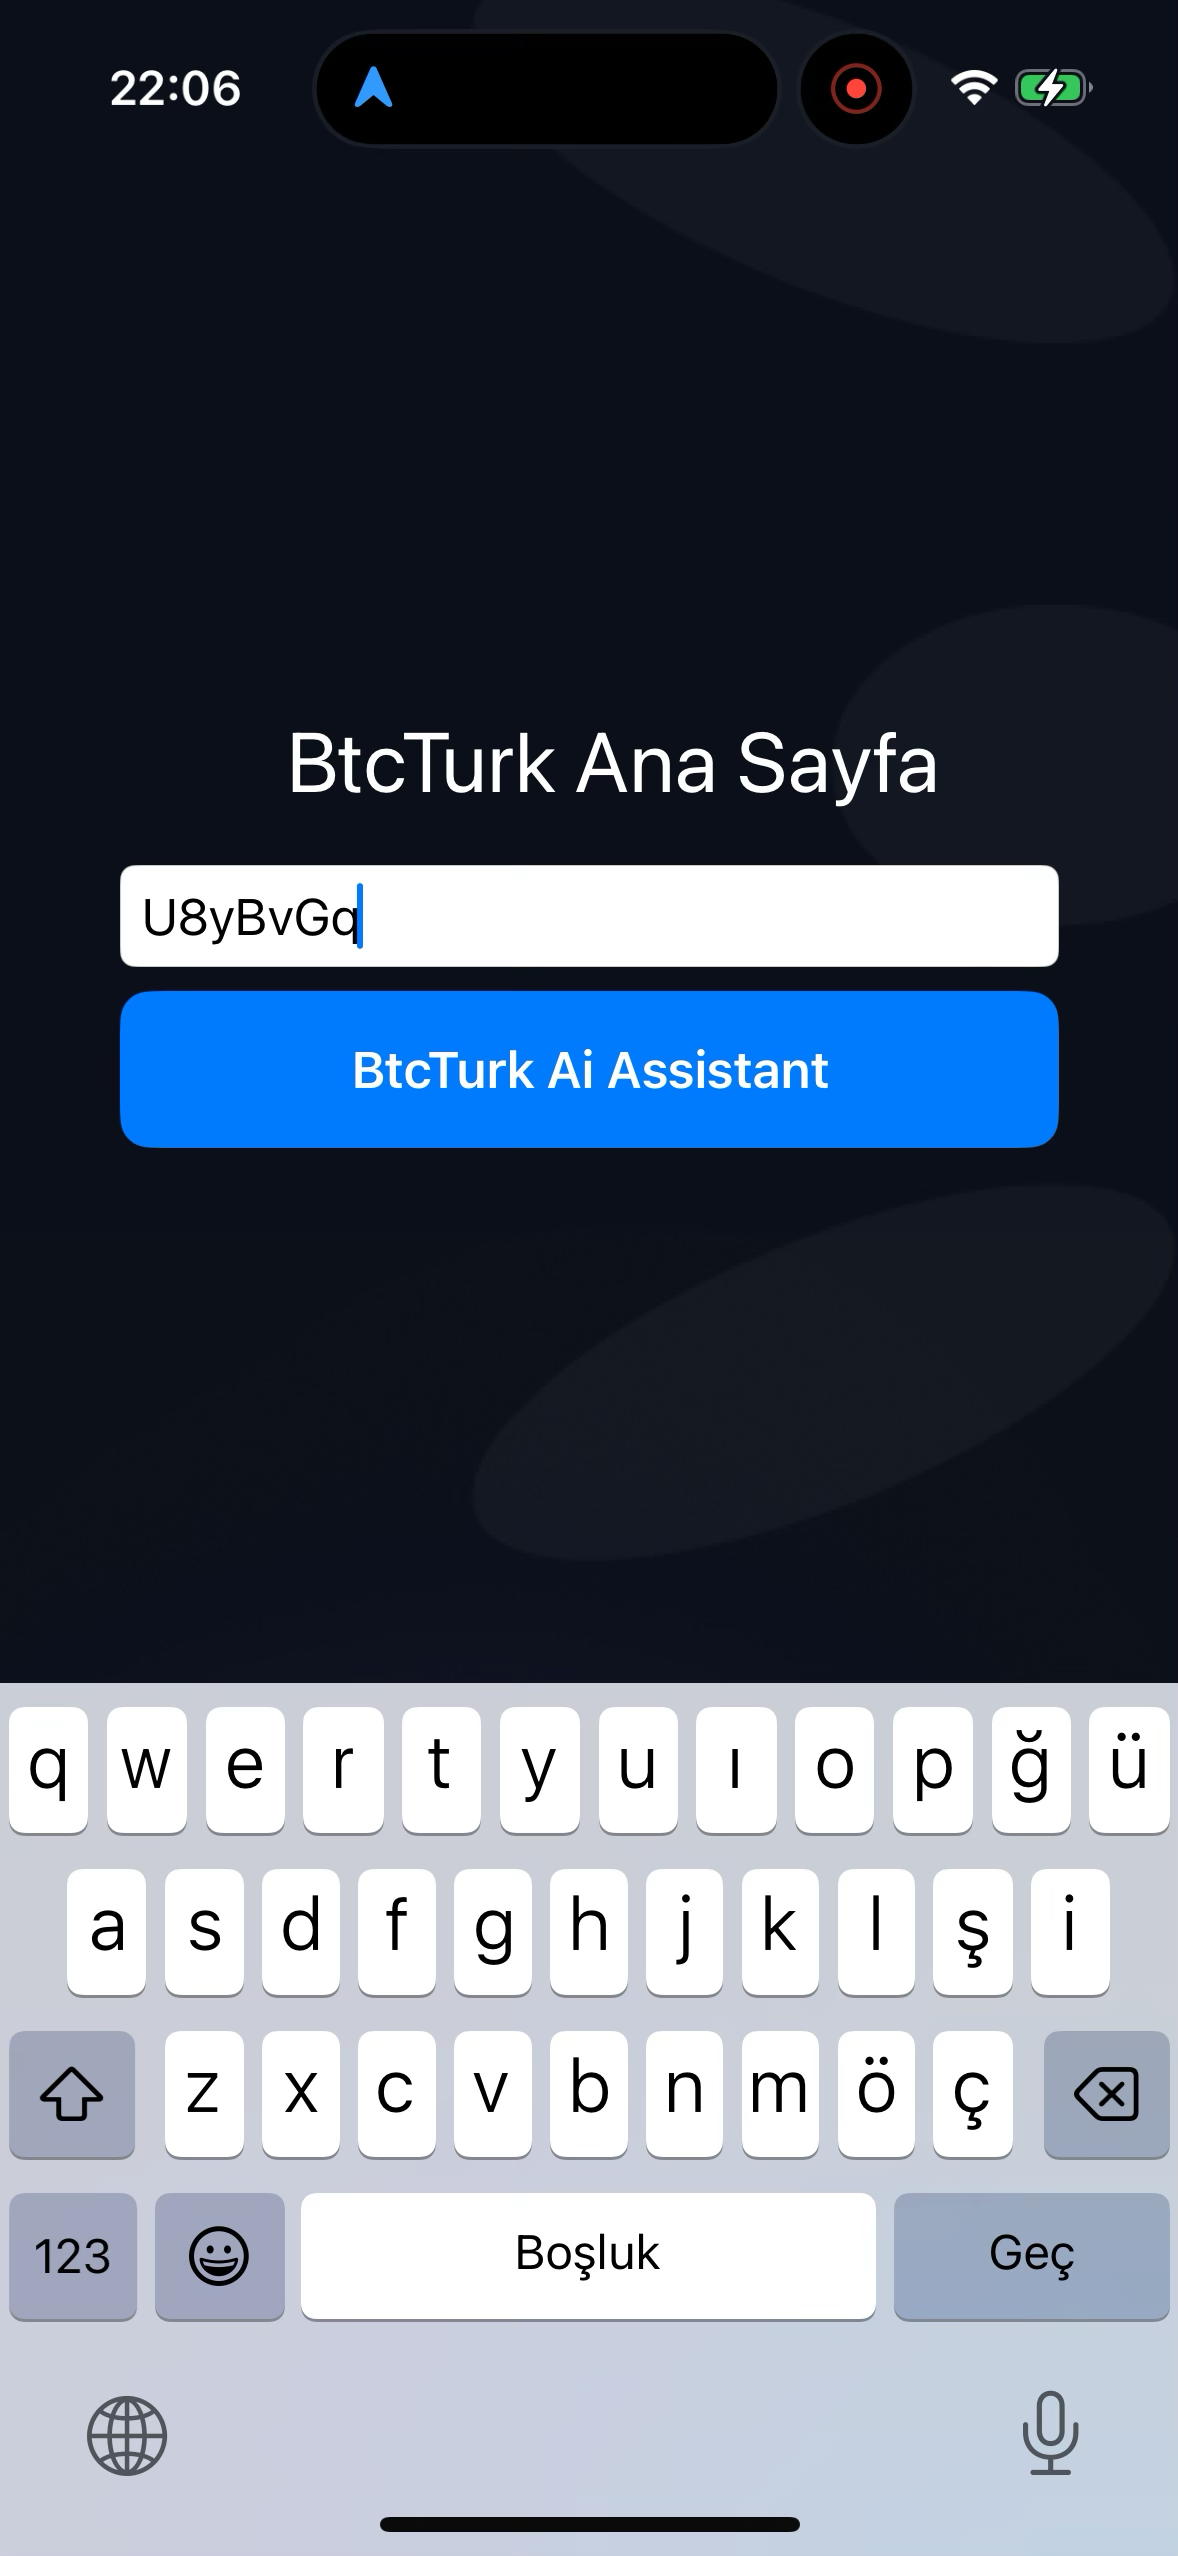 22:06
BtcTurk Ana Sayfa
U8yBvGq
BtcTurk Ai Assistant
q w e r t y u ı o p ğ ü
a s d f g h j k l ş i
z x c v b n m ö ç
123 Boşluk Geç